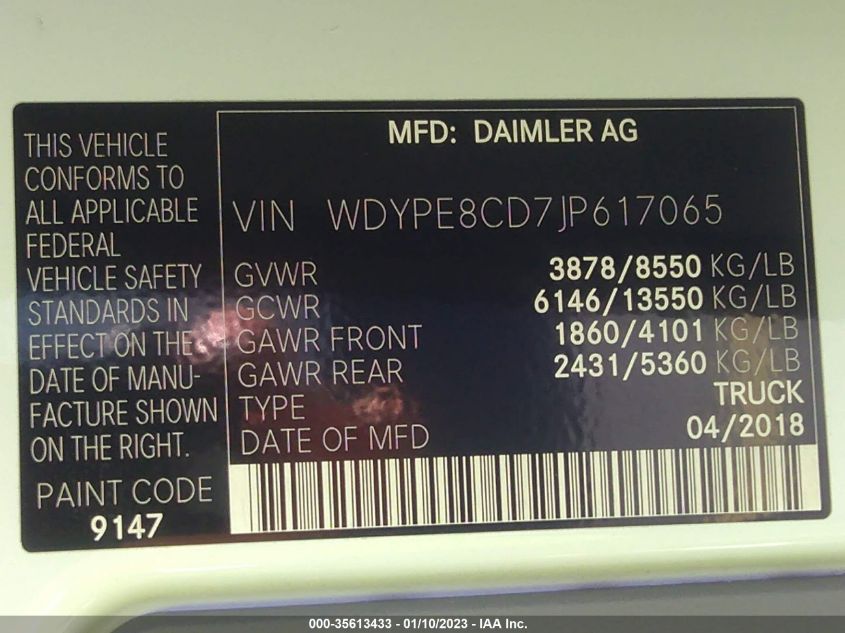 THIS VEHICLE
CONFORMS TO
ALL APPLICABLE
FEDERAL
VEHICLE SAFETY
STANDARDS IN
EFFECT ON THE
DATE OF MANU-
FACTURE SHOWN
ON THE RIGHT.
PAINT CODE
9147
MFD: DAIMLER AG
VIN WDYPE8CD7JP617065
GVWR 3878/8550 KG/LB
GCWR 6146/13550 KG/LB
GAWR FRONT 1860/4101 KG/LB
GAWR REAR 2431/5360 KG/LB
TYPE TRUCK
DATE OF MFD 04/2018
000-35613433 - 01/10/2023 - IAA Inc.